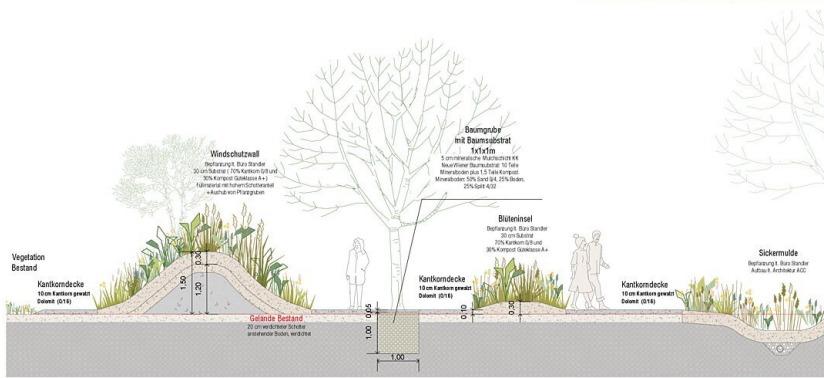 Windschutzwall
Bepflanzung lt. Büro Standler
30 cm Substrat ( 70% Kantkorn 0/8 und
30% Kompost Güteklasse A+)
Füllmaterial mit hohem Schotteranteil
+ Aushub von Pflanzgruben
Baumgrube
mit Baumsubstrat
1x1x1m
5 cm mineralische Mulchschicht KK
Neue Wiener Baumsubstrat: 10 Teile
Mineralboden plus 1,5 Teile Kompost.
Mineralboden: 50% Sand 0/4, 25% Boden,
25% Splitt 4/32
Blüteninsel
Bepflanzung lt. Büro Standler
30 cm Substrat
70% Kantkorn 0/8 und
30% Kompost Güteklasse A+
Sickermulde
Bepflanzung lt. Büro Standler
Aufbau lt. Architektur ACC
Vegetation
Bestand
Kantkorndecke
10 cm Kantkorn gewalzt
Dolomit (0/16)
Kantkorndecke
10 cm Kantkorn gewalzt
Dolomit (0/16)
Kantkorndecke
10 cm Kantkorn gewalzt
Dolomit (0/16)
1,50
0,30
1,20
Gelände Bestand
20 cm verdichteter Schotter
anstehender Boden, verdichtet
0,05
1,00
1,00
0,10
0,30